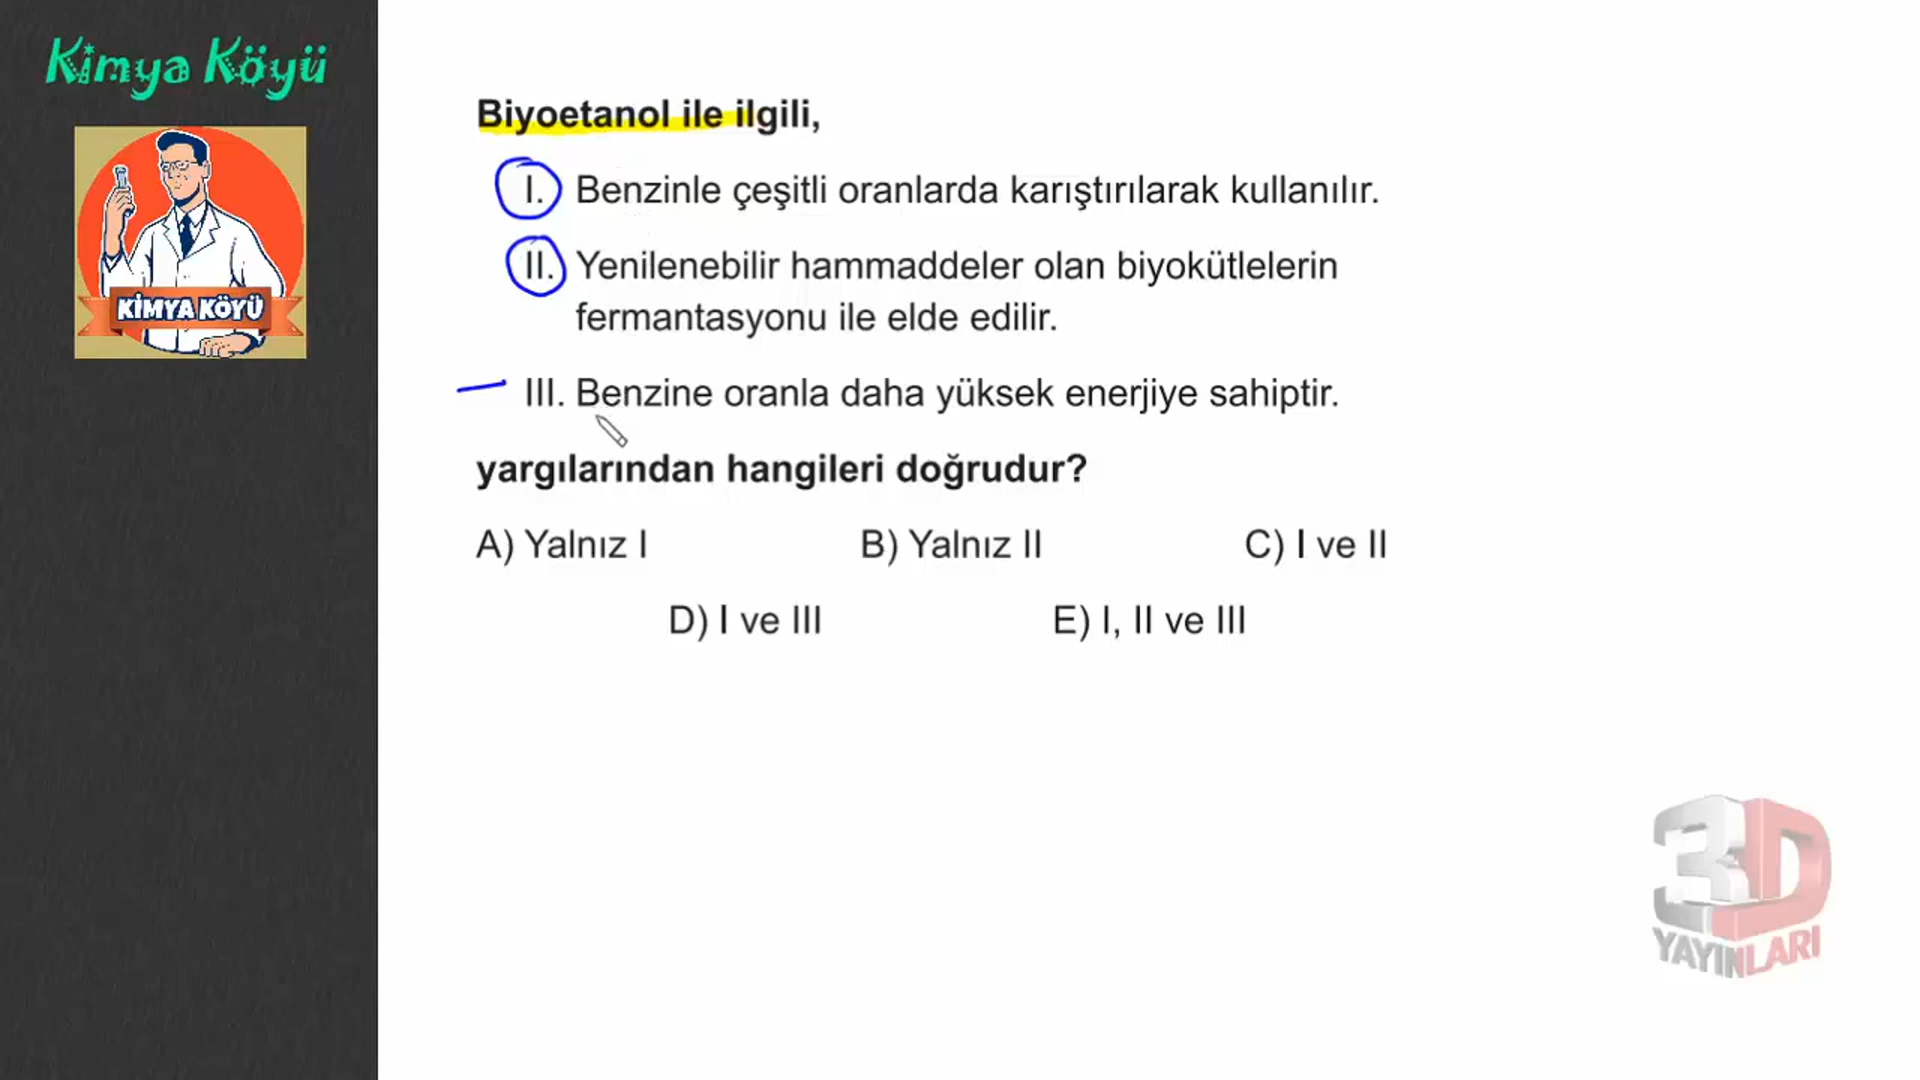 Kimya Köyü
KİMYA KÖYÜ
Biyoetanol ile ilgili,
I. Benzinle çeşitli oranlarda karıştırılarak kullanılır.
II. Yenilenebilir hammaddeler olan biyokütlelerin
fermantasyonu ile elde edilir.
III. Benzine oranla daha yüksek enerjiye sahiptir.
yargılarından hangileri doğrudur?
A) Yalnız I B) Yalnız II C) I ve II
D) I ve III E) I, II ve III
3D
YAYINLARI